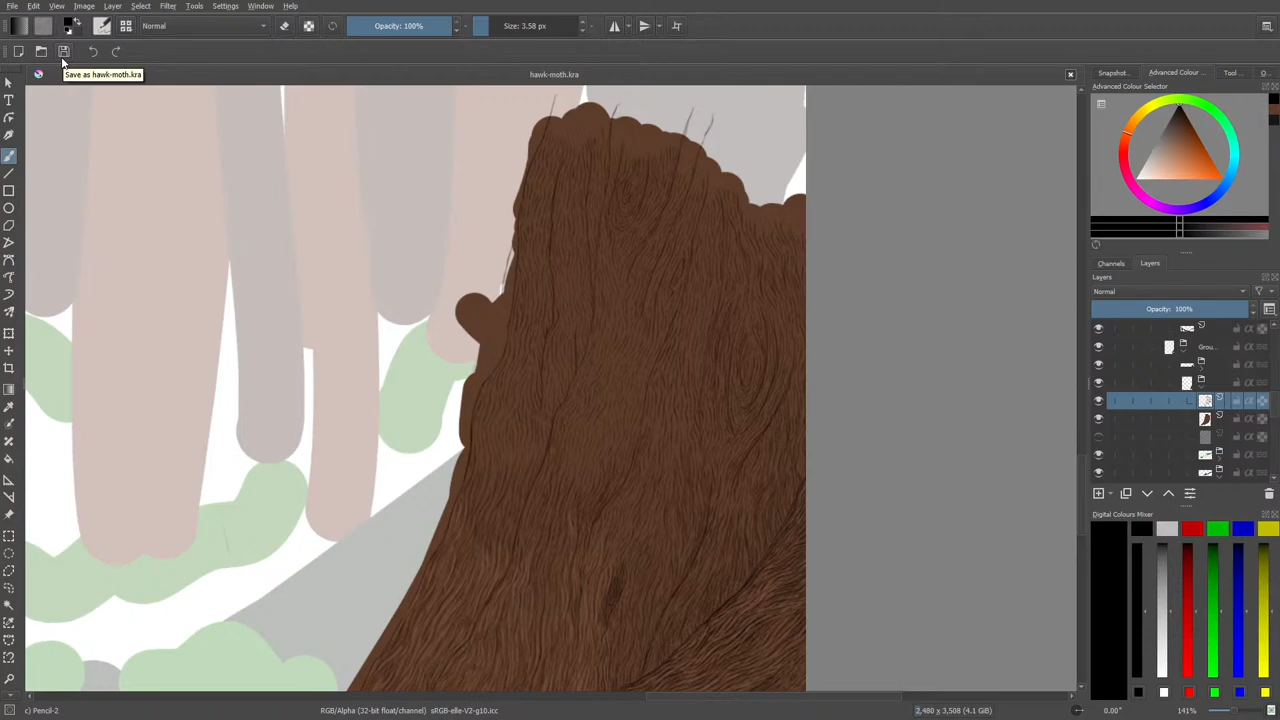 File Edit View Image Layer Select Filter Tools Settings Window Help
Normal Opacity: 100% Size: 3.58 px
Save as hawk-moth.kra
hawk-moth.kra
Snapshot... Advanced Colour ... Tool ... O...
Advanced Colour Selector
Channels Layers
Layers
Normal
Opacity: 100%
Grou...
Digital Colours Mixer
c) Pencil-2 RGB/Alpha (32-bit float/channel) sRGB-elle-V2-g10.icc 2,480 x 3,508 (4.1 GiB) 0.00° 141%